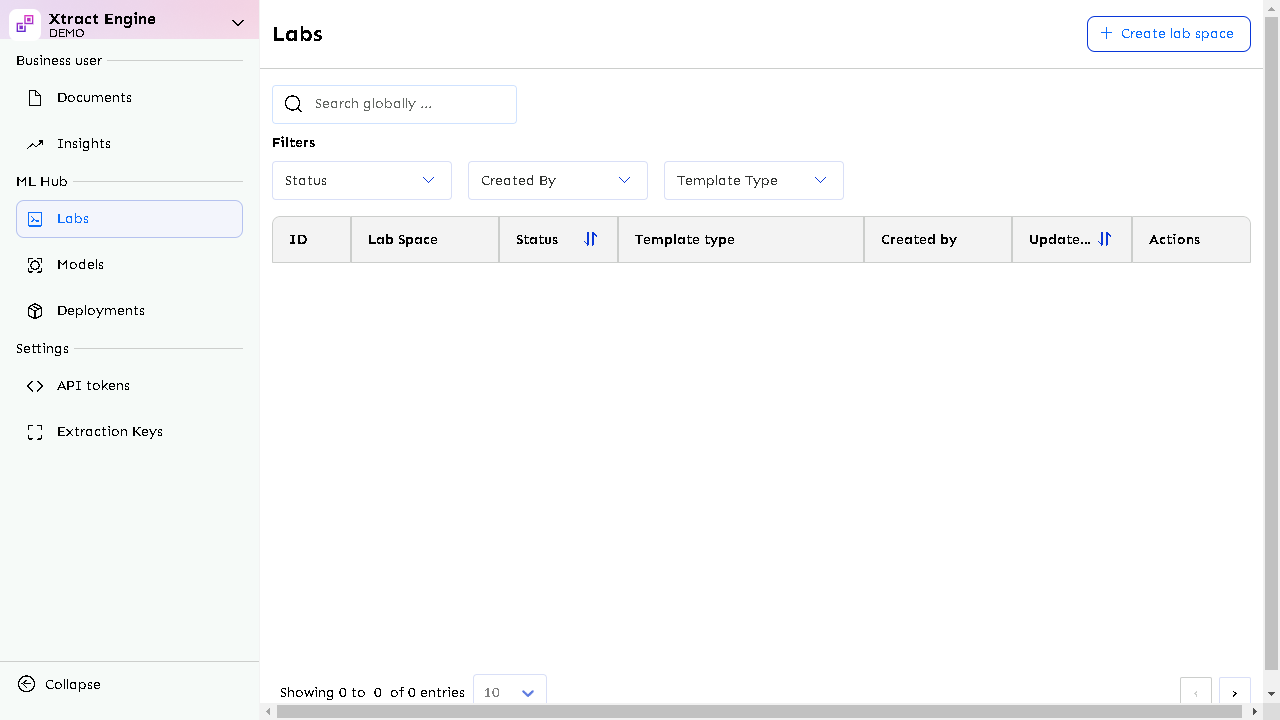 Xtract Engine
DEMO
Business user
Documents
Insights
ML Hub
Labs
Models
Deployments
Settings
API tokens
Extraction Keys
Collapse
Labs
Create lab space
Search globally ...
Filters
Status
Created By
Template Type
ID Lab Space Status Template type Created by Update... Actions
Showing 0 to 0 of 0 entries 10